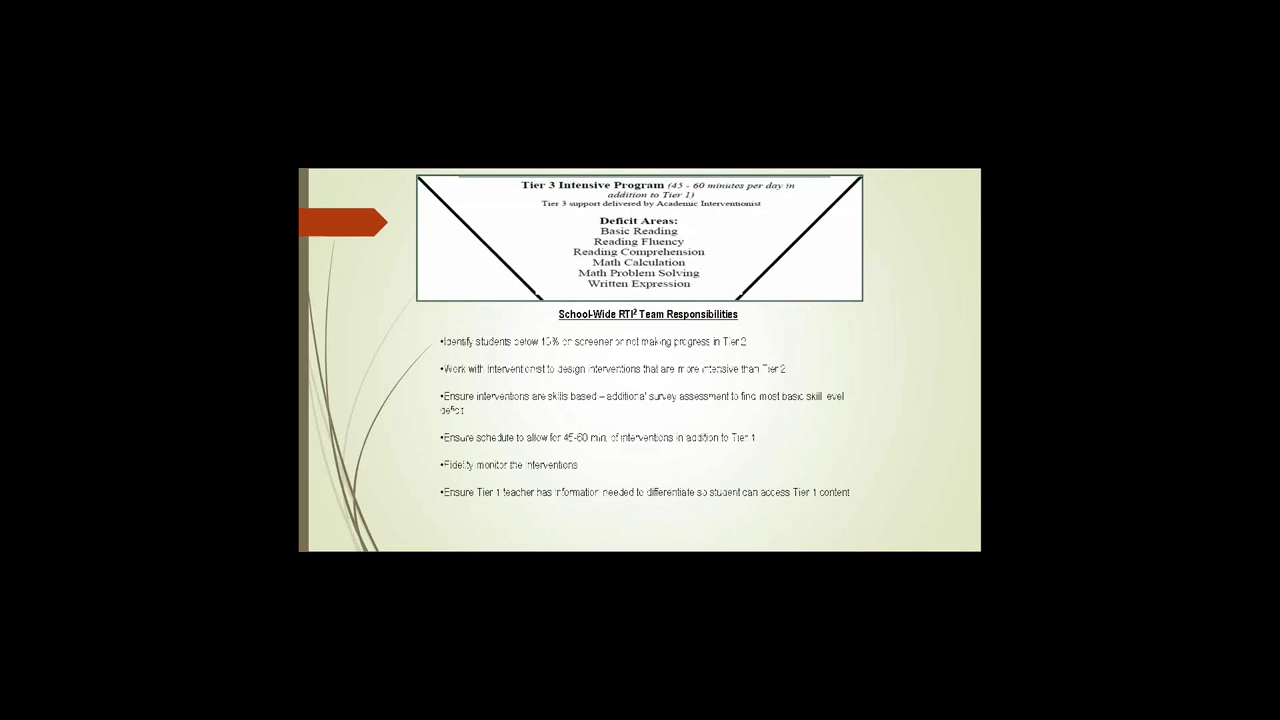 Tier 3 Intensive Program (45 - 60 minutes per day in
addition to Tier 1)
Tier 3 support delivered by Academic Interventionist
Deficit Areas:
Basic Reading
Reading Fluency
Reading Comprehension
Math Calculation
Math Problem Solving
Written Expression
School-Wide RTI² Team Responsibilities
•Identify students below on screener or not making progress in Tier 2
•Work with interventionist to design interventions that are more intensive than Tier 2
•Ensure interventions are skills based – additional survey assessment to find most basic skill level
deficit
•Ensure schedule to allow for 45-60 min. of interventions in addition to Tier 1
•Fidelity monitor the interventions
•Ensure Tier 1 teacher has information needed to differentiate so student can access Tier 1 content